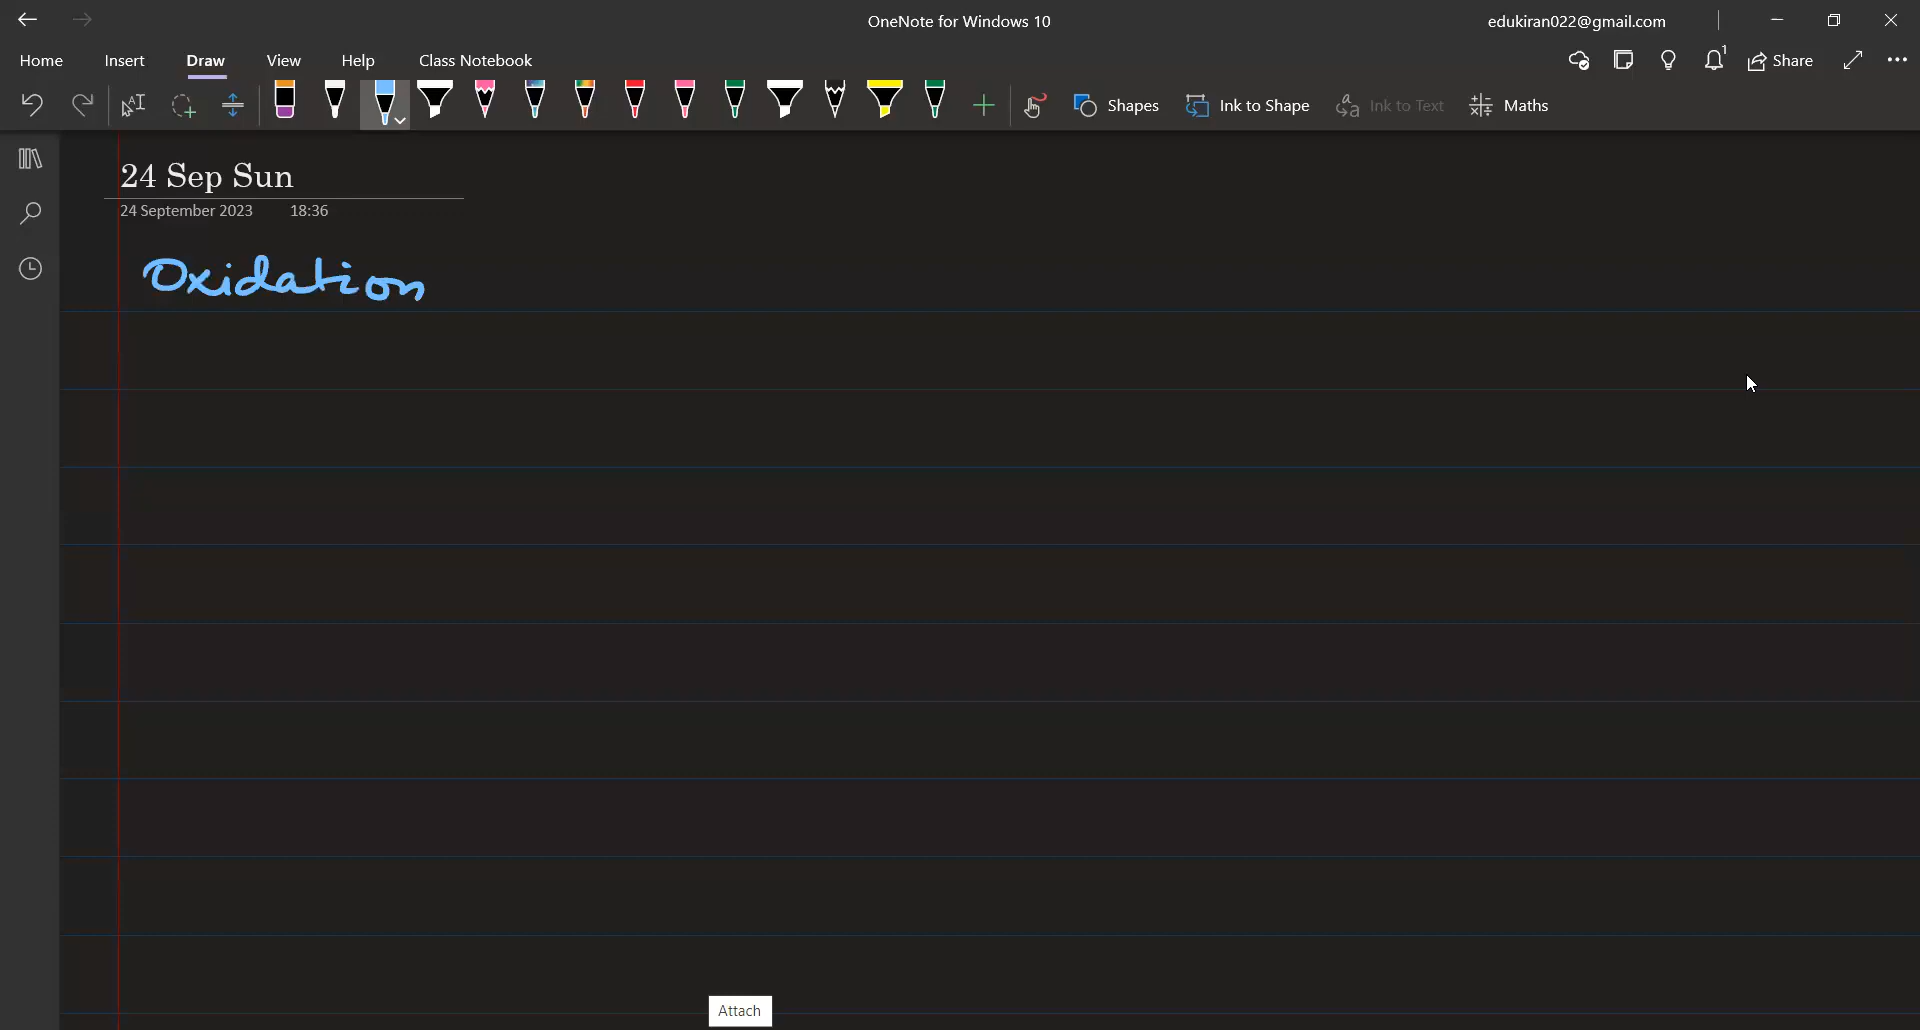 OneNote for Windows 10
edukiran022@gmail.com
Home Insert Draw View Help Class Notebook
1 Share
Shapes Ink to Shape Ink to Text Maths
24 Sep Sun
24 September 2023 18:36
Oxidation
Attach